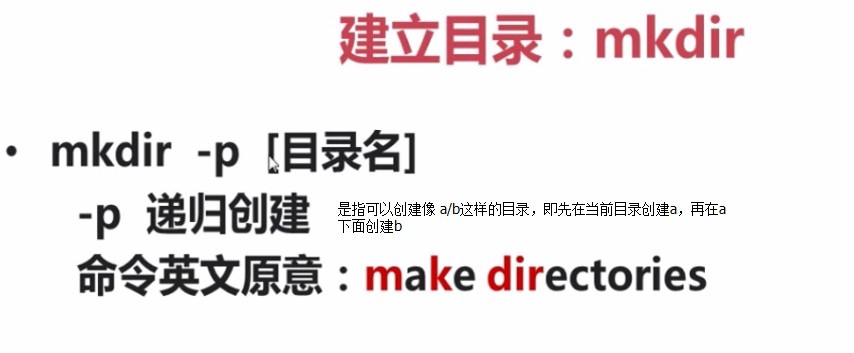 建立目录：mkdir
• mkdir -p [目录名]
-p 递归创建
是指可以创建像 a/b这样的目录，即先在当前目录创建a，再在a
下面创建b
命令英文原意：make directories